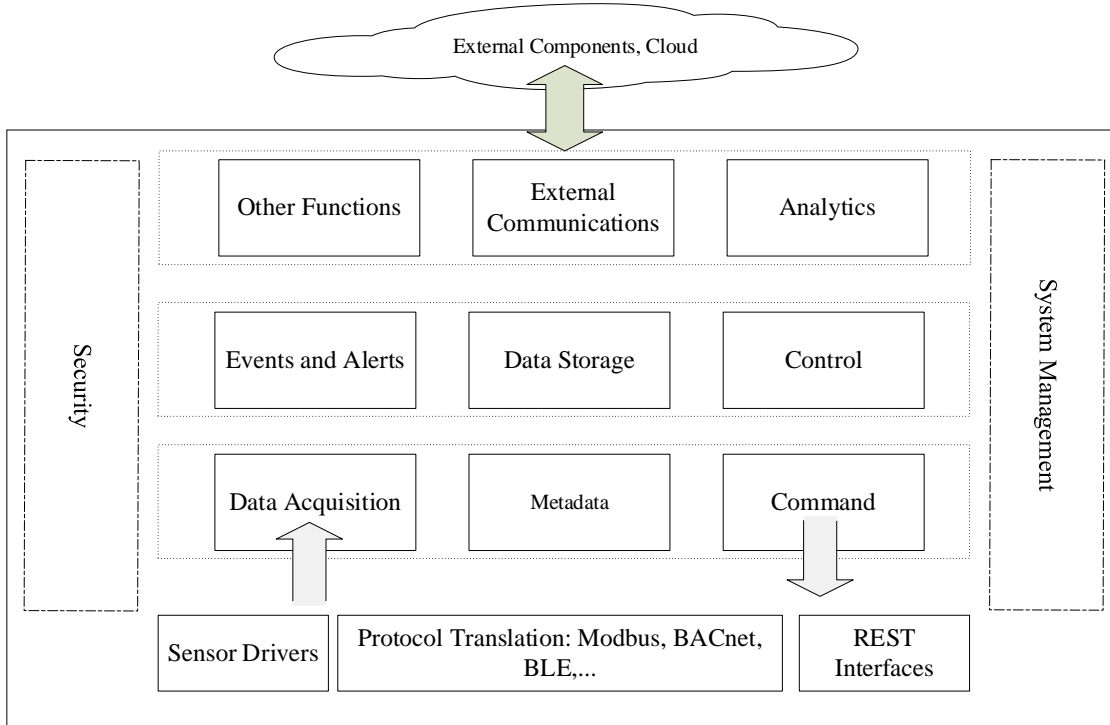 External Components, Cloud
Other Functions
External
Communications
Analytics
Security
System Management
Events and Alerts
Data Storage
Control
Data Acquisition
Metadata
Command
Sensor Drivers
Protocol Translation: Modbus, BACnet,
BLE,...
REST
Interfaces